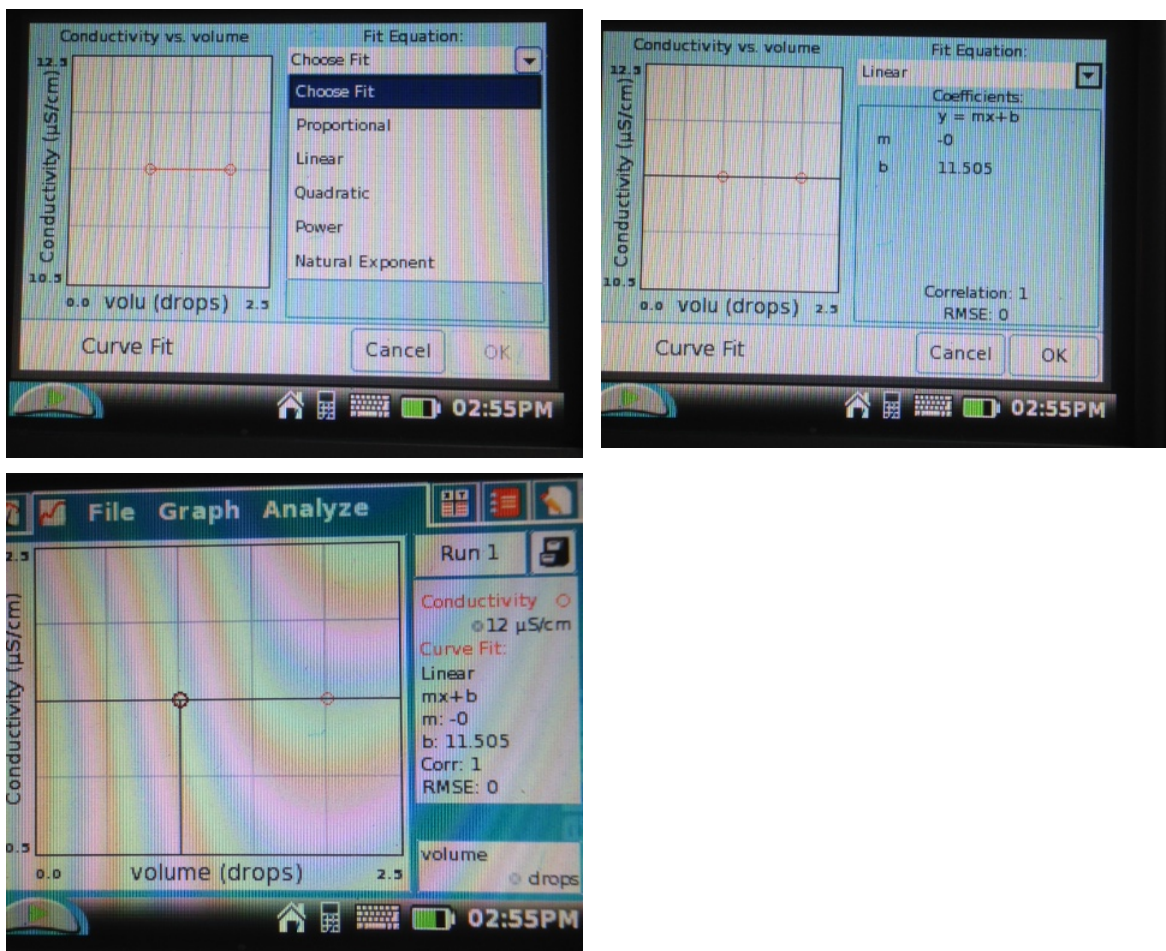 Conductivity vs. volume
Fit Equation:
12.5
Choose Fit
Choose Fit
Proportional
Linear
Quadratic
Power
Natural Exponent
Conductivity (µS/cm)
10.5
0.0 volu (drops) 2.5
Curve Fit
Cancel
OK
02:55PM
Conductivity vs. volume
Fit Equation:
12.5
Linear
Coefficients:
y = mx+b
m -0
b 11.505
Conductivity (µS/cm)
10.5
Correlation: 1
RMSE: 0
0.0 volu (drops) 2.5
Curve Fit
Cancel
OK
02:55PM
File Graph Analyze
X Y
2.5
Run 1
Conductivity
12 µS/cm
Curve Fit:
Linear
mx+b
m: -0
b: 11.505
Corr: 1
RMSE: 0
Conductivity (µS/cm)
0.5
0.0 volume (drops) 2.5
volume
drops
02:55PM